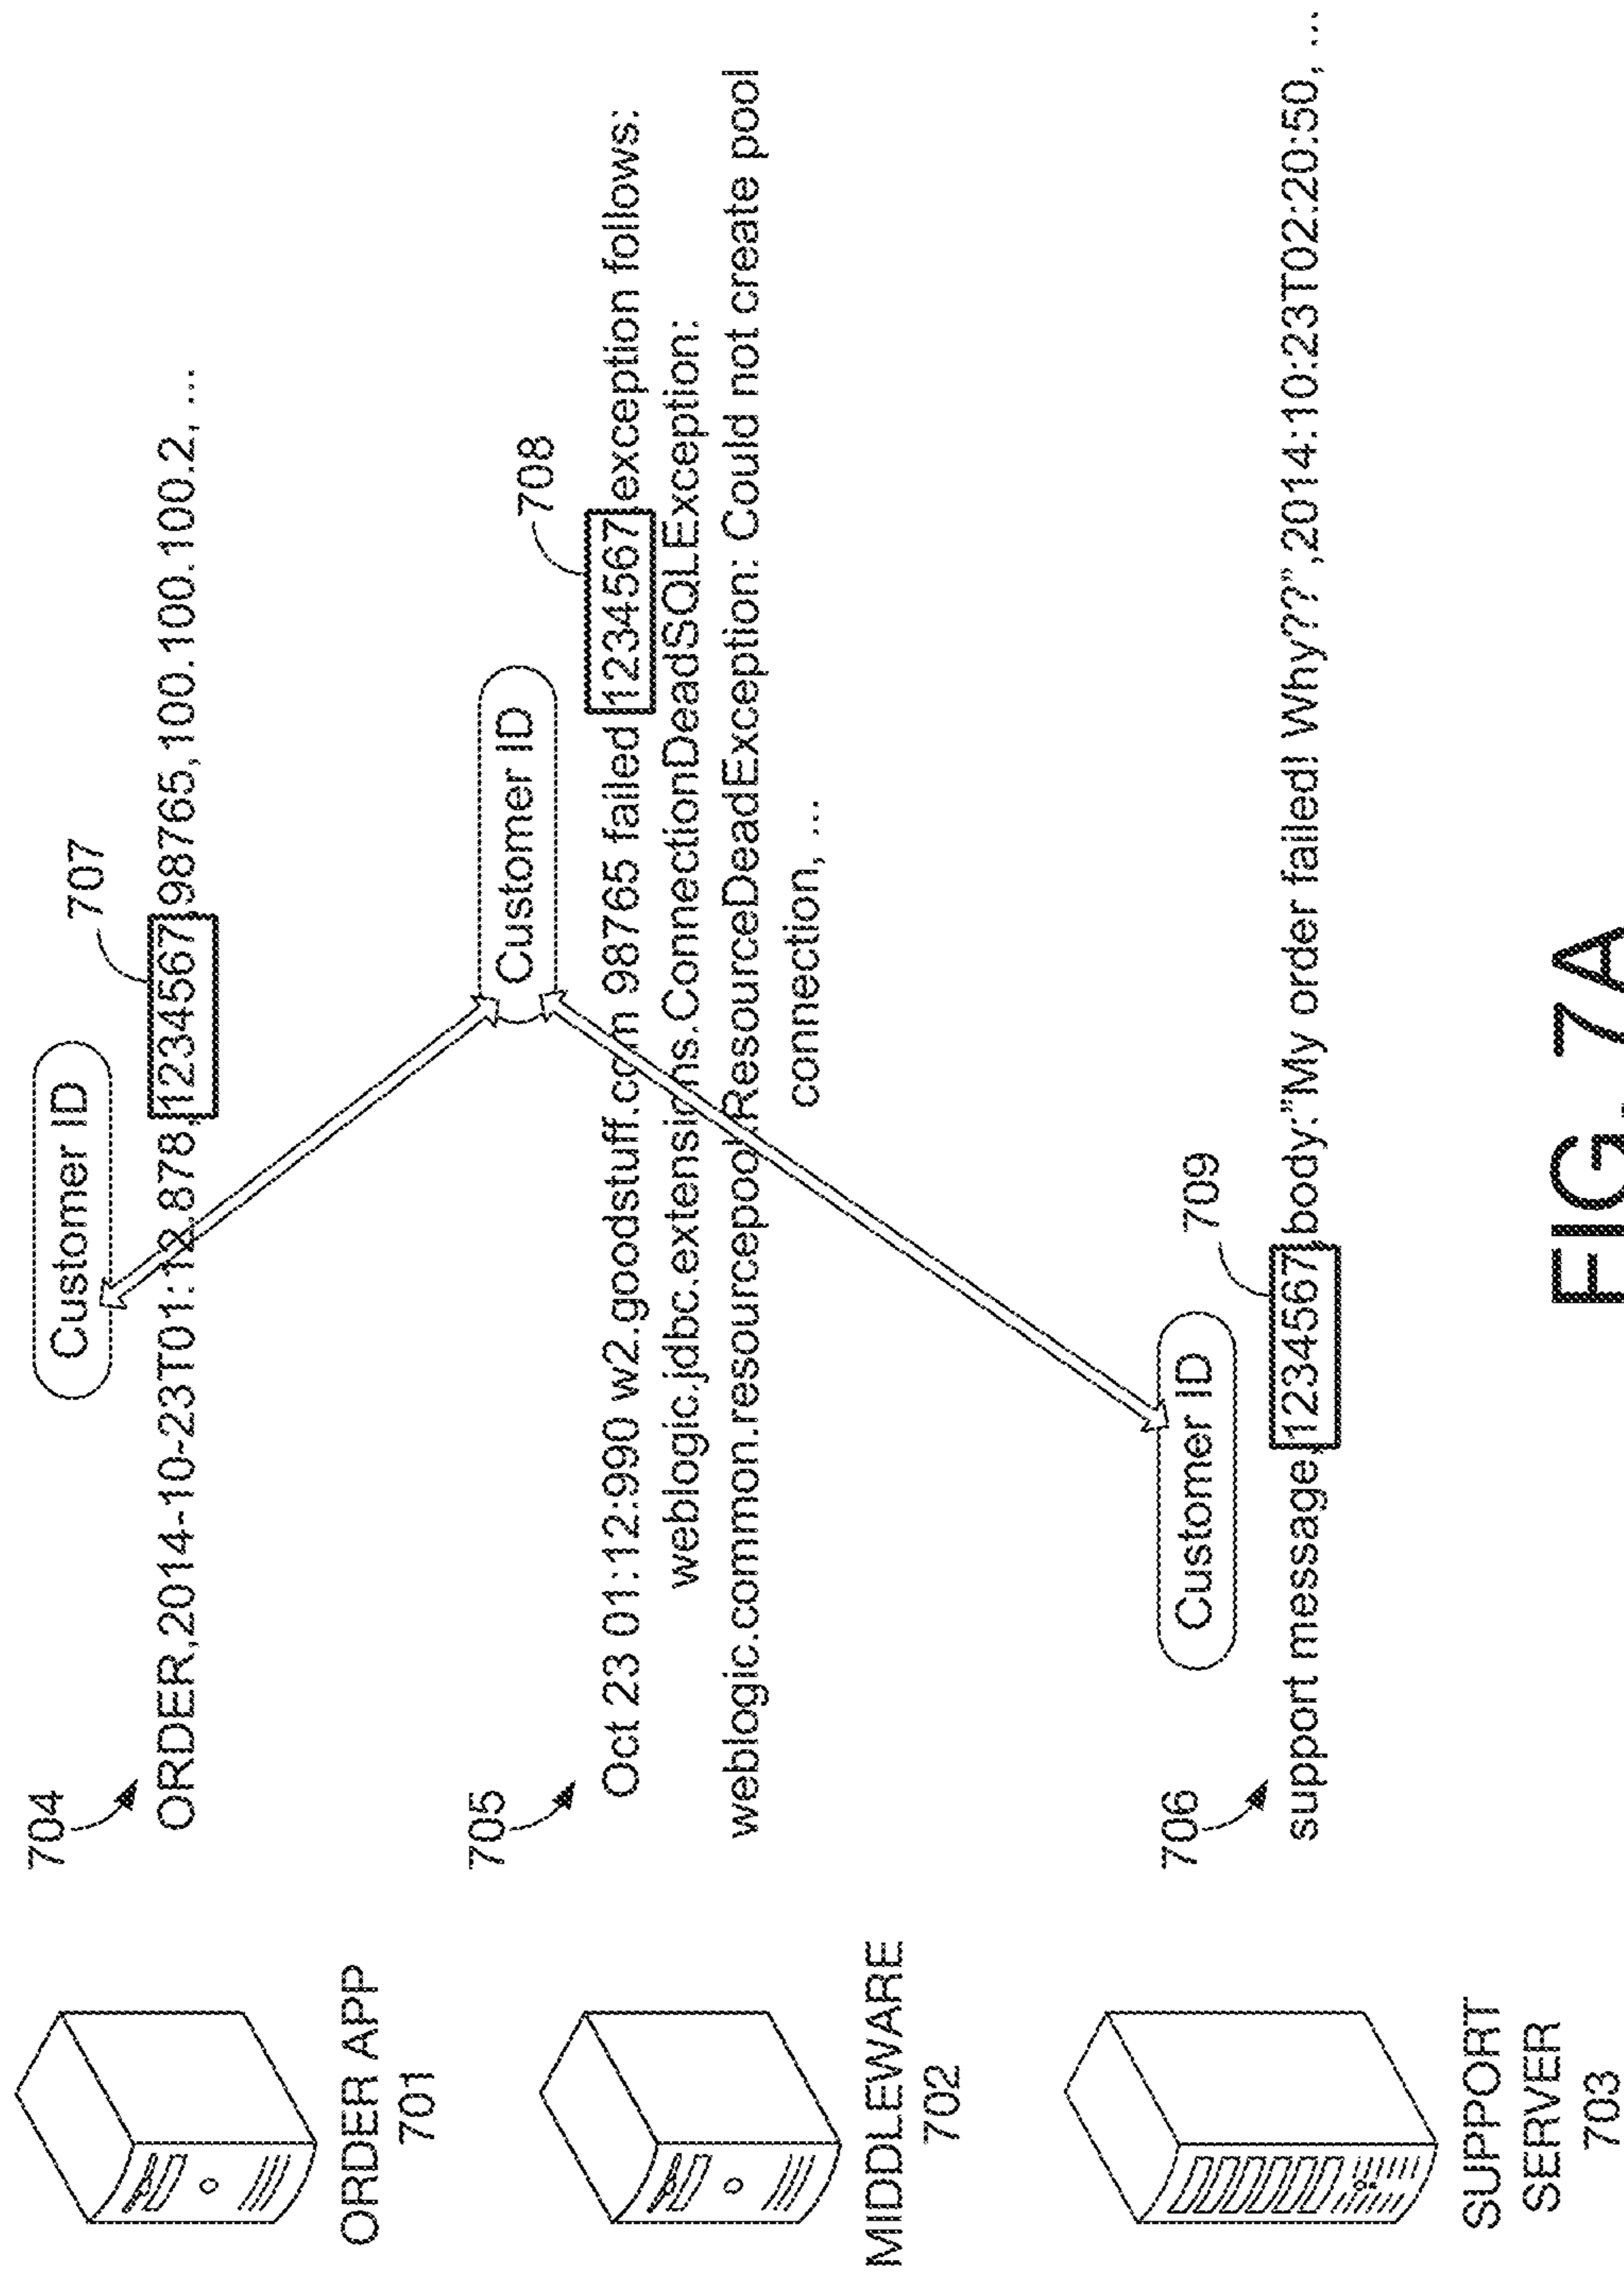 704
Customer ID
707
ORDER,2014-10-23T01:12.878,1234567,98765,100.100.100.2, ...
ORDER APP
701
705
Customer ID
708
Oct 23 01:12:990 w2.goodstuff.com 98765 failed 1234567 exception follows:
weblogic.jdbc.extensions.ConnectionDeadSQLException:
weblogic.common.resourcepool.ResourceDeadException: Could not create pool
connection, ...
MIDDLEWARE
702
706
Customer ID
709
support message,1234567,body:”My order failed! Why??”,2014:10:23T02:20:50, ...
SUPPORT
SERVER
703
FIG. 7A